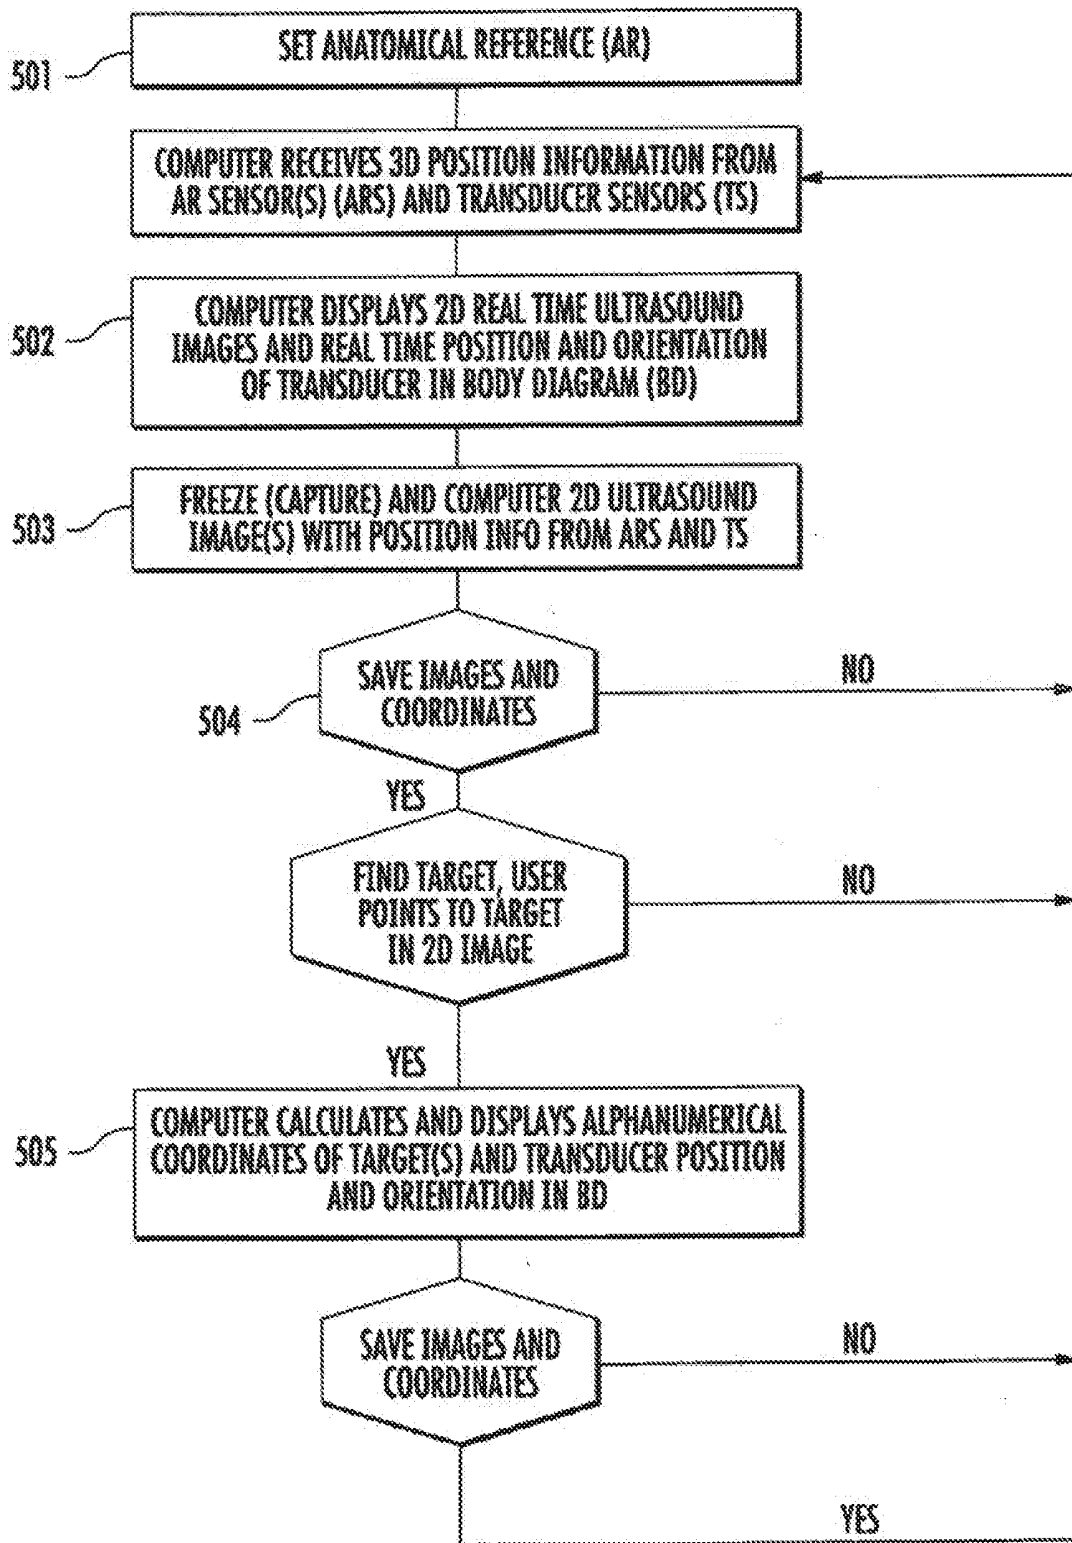 SET ANATOMICAL REFERENCE (AR)
501
COMPUTER RECEIVES 3D POSITION INFORMATION FROM
AR SENSOR(S) (ARS) AND TRANSDUCER SENSORS (TS)
COMPUTER DISPLAYS 2D REAL TIME ULTRASOUND
502
IMAGES AND REAL TIME POSITION AND ORIENTATION
OF TRANSDUCER IN BODY DIAGRAM (BD)
FREEZE (CAPTURE) AND COMPUTER 2D ULTRASOUND
503
IMAGE(S) WITH POSITION INFO FROM ARS AND TS
SAVE IMAGES AND
COORDINATES
NO
504
YES
FIND TARGET, USER
POINTS TO TARGET
IN 2D IMAGE
NO
YES
COMPUTER CALCULATES AND DISPLAYS ALPHANUMERICAL
505
COORDINATES OF TARGET(S) AND TRANSDUCER POSITION
AND ORIENTATION IN BD
SAVE IMAGES AND
COORDINATES
NO
YES